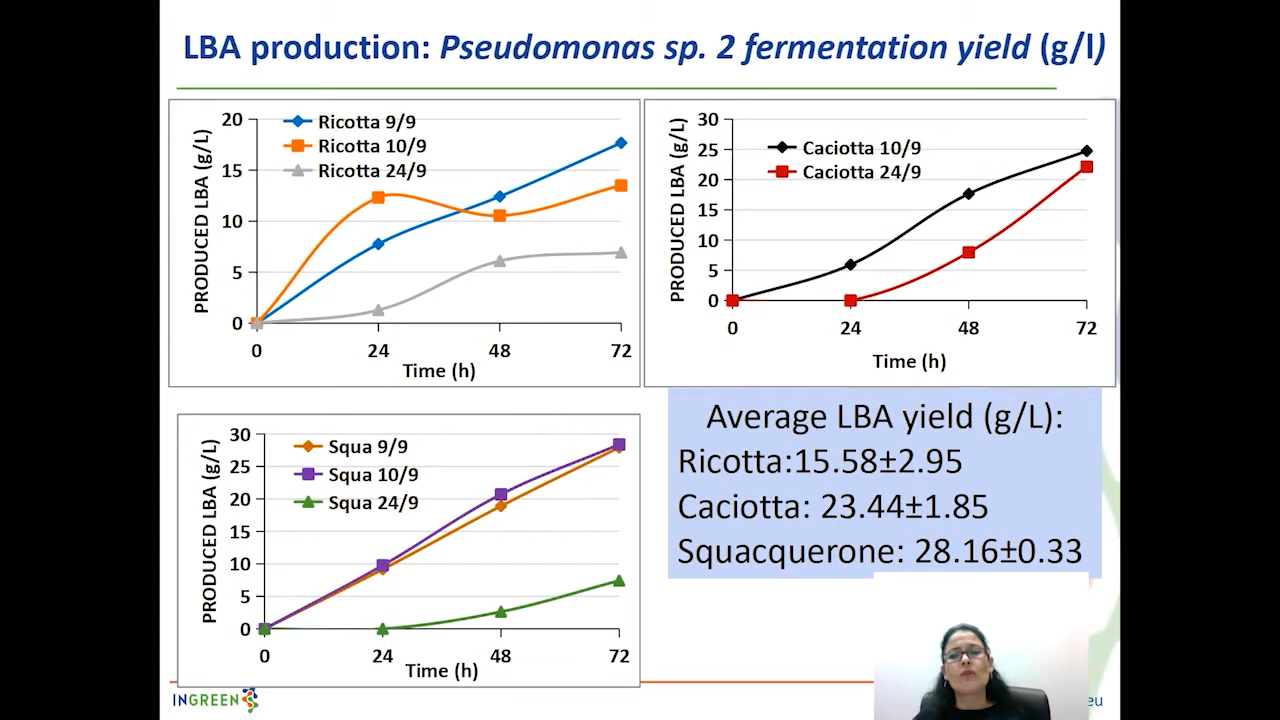 LBA production: Pseudomonas sp. 2 fermentation yield (g/l)
PRODUCED LBA (g/L)
20
15
10
5
0
Ricotta 9/9
Ricotta 10/9
Ricotta 24/9
0 24 48 72
Time (h)
PRODUCED LBA (g/L)
30
25
20
15
10
5
0
Caciotta 10/9
Caciotta 24/9
0 24 48 72
Time (h)
PRODUCED LBA (g/L)
30
25
20
15
10
5
0
Squa 9/9
Squa 10/9
Squa 24/9
0 24 48 72
Time (h)
Average LBA yield (g/L):
Ricotta:15.58±2.95
Caciotta: 23.44±1.85
Squacquerone: 28.16±0.33
INGREEN
eu